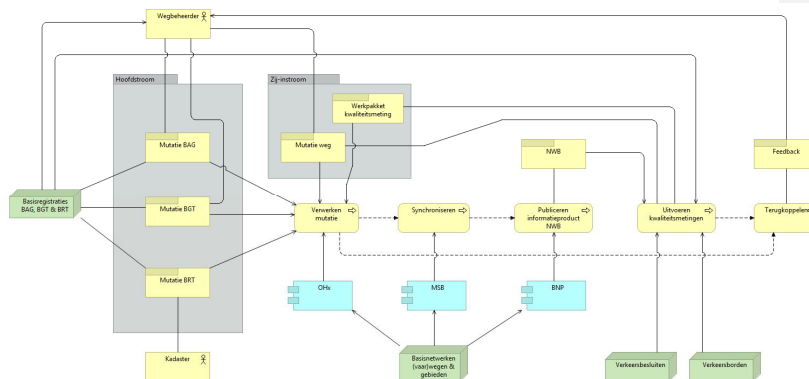 Wegbeheerder
Hoofdstroom
Zij-instroom
Werkpakket
kwaliteitsmeting
Mutatie BAG
Mutatie weg
NWB
Feedback
Basisregistraties
BAG, BGT & BRT
Mutatie BGT
Verwerken
mutatie
Synchroniseren
Publiceren
informatieproduct
NWB
Uitvoeren
kwaliteitsmetingen
Terugkoppelen
Mutatie BRT
OHx
MSB
BNP
Kadaster
Basisnetwerken
(vaar)wegen &
gebieden
Verkeersbesluiten
Verkeersborden